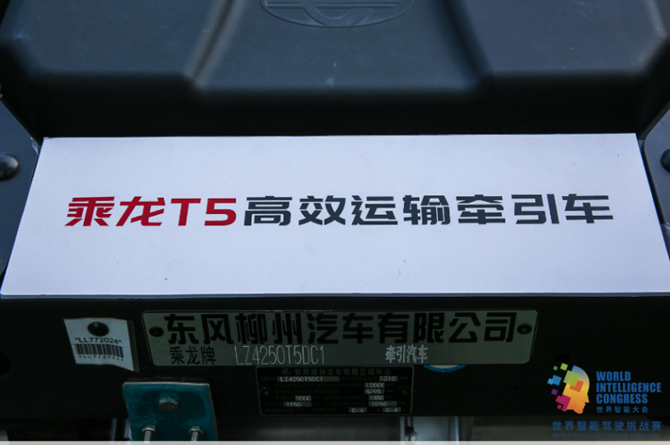 乘龙T5高效运输牵引车
东风柳州汽车有限公司
乘龙牌 LZ4250T5DC1 牵引汽车
"LL772024"
LZ4250T5DC1
WORLD
INTELLIGENCE
CONGRESS
世界智能大会
世界智能驾驶挑战赛